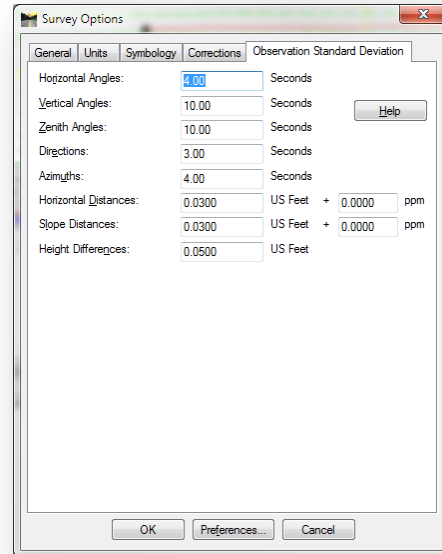 Survey Options
General Units Symbology Corrections Observation Standard Deviation
Horizontal Angles: 4.00 Seconds
Vertical Angles: 10.00 Seconds Help
Zenith Angles: 10.00 Seconds
Directions: 3.00 Seconds
Azimuths: 4.00 Seconds
Horizontal Distances: 0.0300 US Feet + 0.0000 ppm
Slope Distances: 0.0300 US Feet + 0.0000 ppm
Height Differences: 0.0500 US Feet
OK Preferences... Cancel